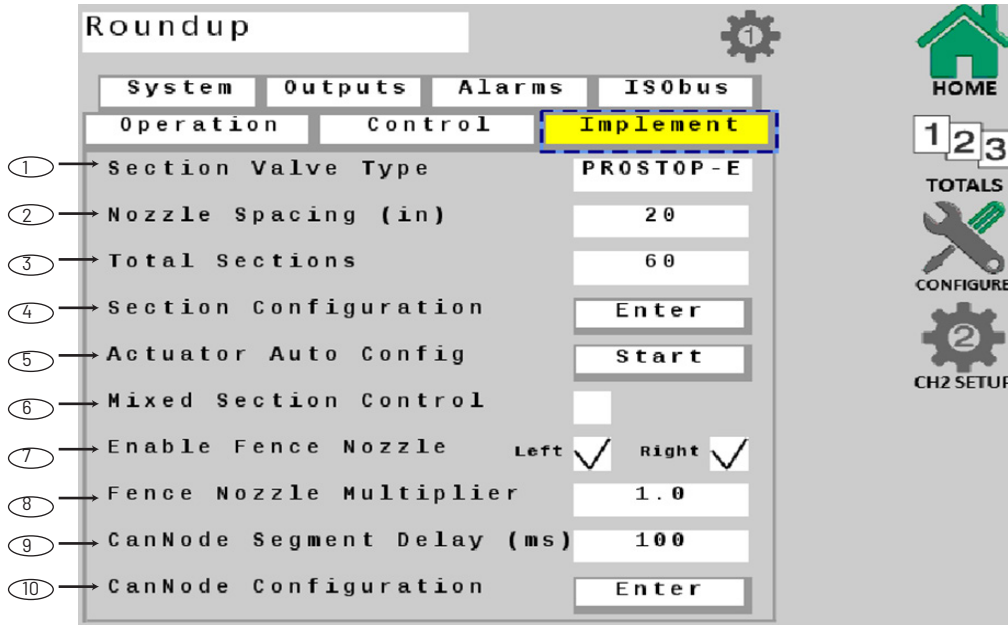 Roundup
1
System Outputs Alarms ISObus
Operation Control Implement
1 Section Valve Type PROSTOP-E
2 Nozzle Spacing (in) 20
3 Total Sections 60
4 Section Configuration Enter
5 Actuator Auto Config Start
6 Mixed Section Control
7 Enable Fence Nozzle Left Right
8 Fence Nozzle Multiplier 1.0
9 CanNode Segment Delay (ms) 100
10 CanNode Configuration Enter
HOME
1 2 3
TOTALS
CONFIGURE
2
CH2 SETUP